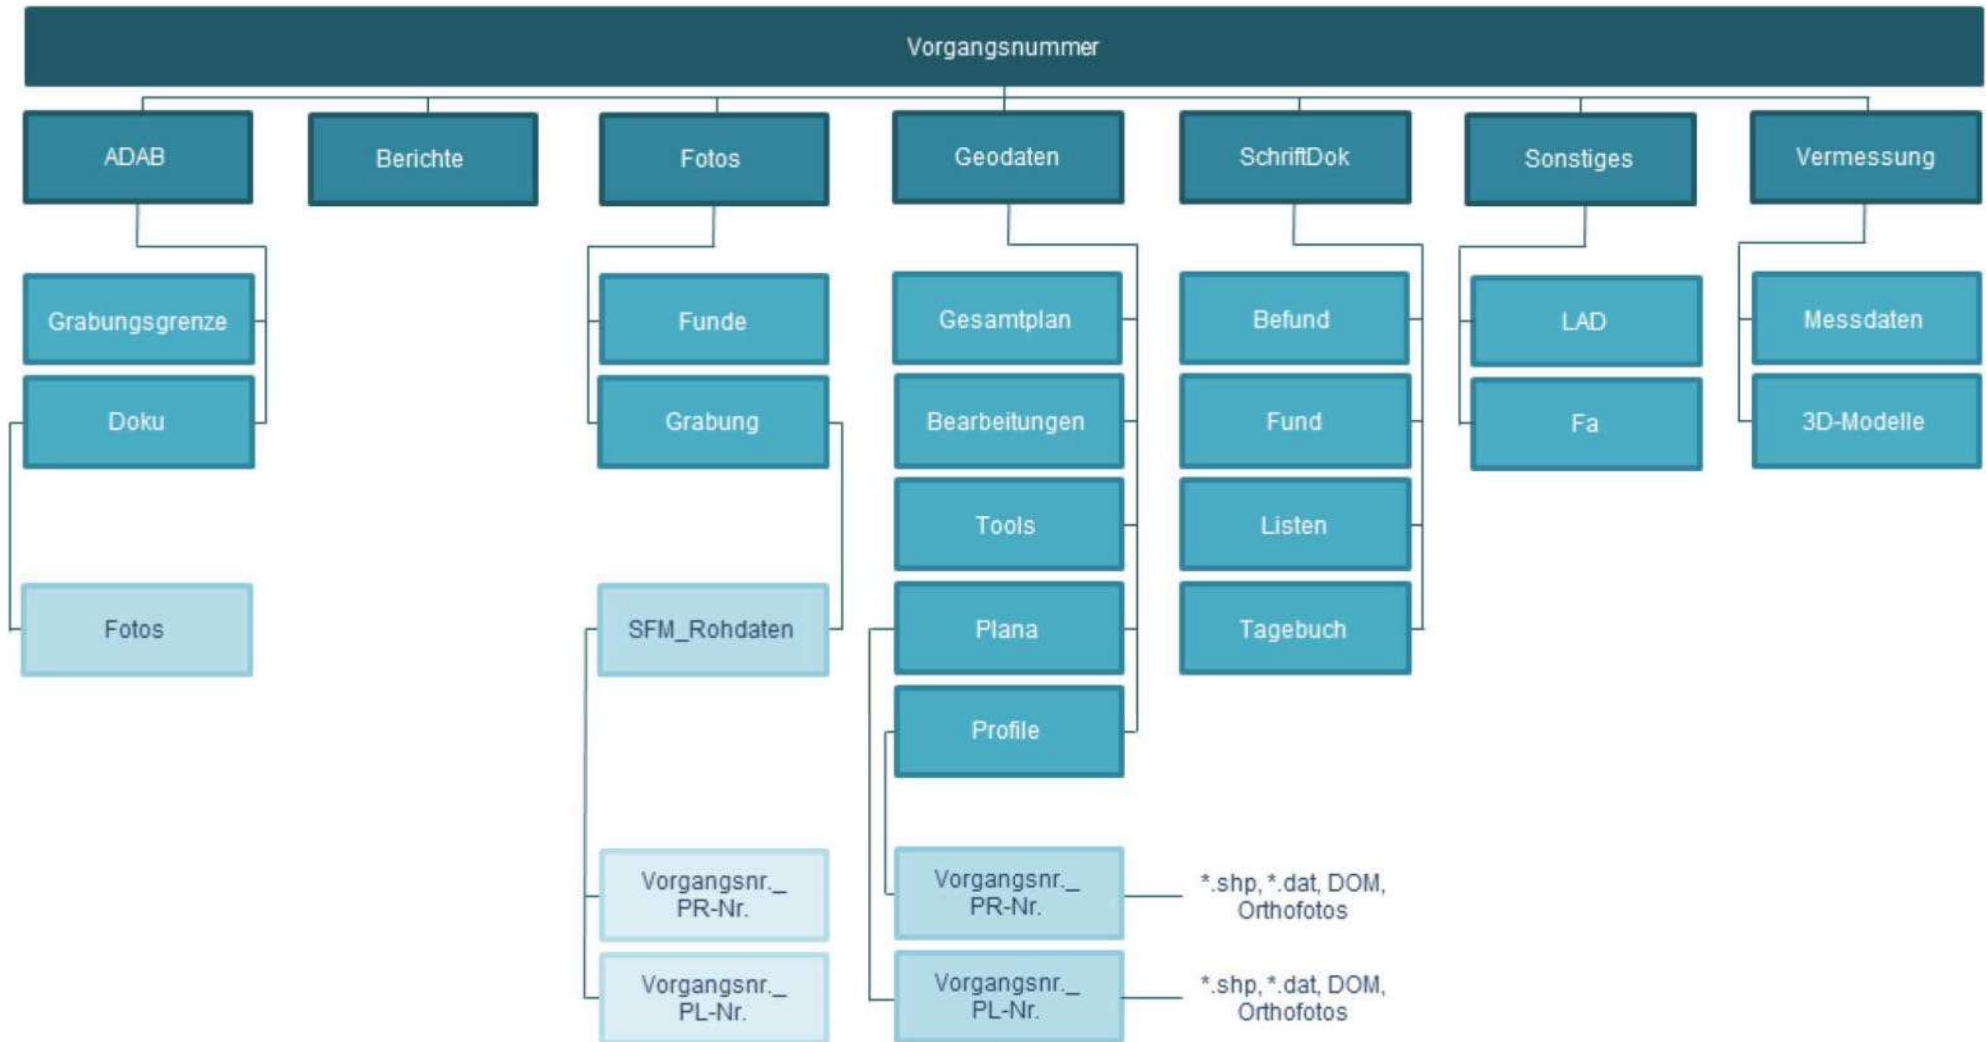 Vorgangsnummer
ADAB
Berichte
Fotos
Geodaten
SchriftDok
Sonstiges
Vermessung
Grabungsgrenze
Funde
Gesamtplan
Befund
LAD
Messdaten
Doku
Grabung
Bearbeitungen
Fund
Fa
3D-Modelle
Tools
Listen
Fotos
SFM_Rohdaten
Plana
Tagebuch
Profile
Vorgangsnr._
PR-Nr.
Vorgangsnr._
PR-Nr.
*.shp, *.dat, DOM,
Orthofotos
Vorgangsnr._
PL-Nr.
Vorgangsnr._
PL-Nr.
*.shp, *.dat, DOM,
Orthofotos